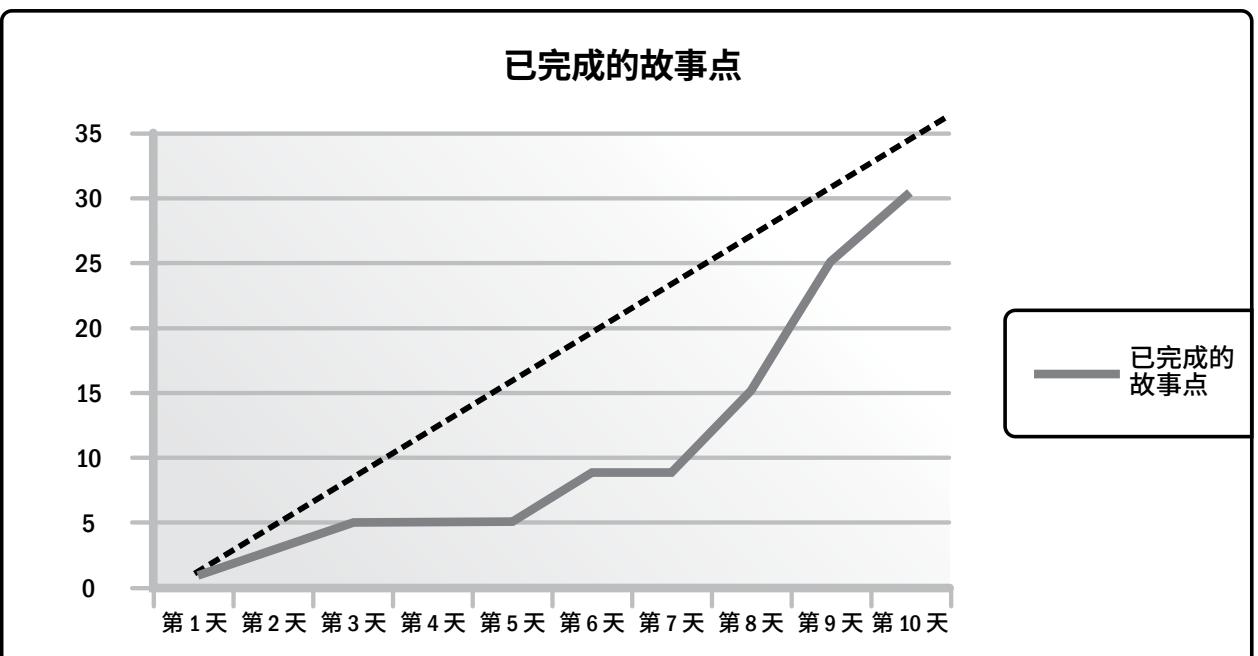 已完成的故事点
35
30
25
20
15
10
5
0
第 1 天 第 2 天 第 3 天 第 4 天 第 5 天 第 6 天 第 7 天 第 8 天 第 9 天 第 10 天
已完成的
故事点